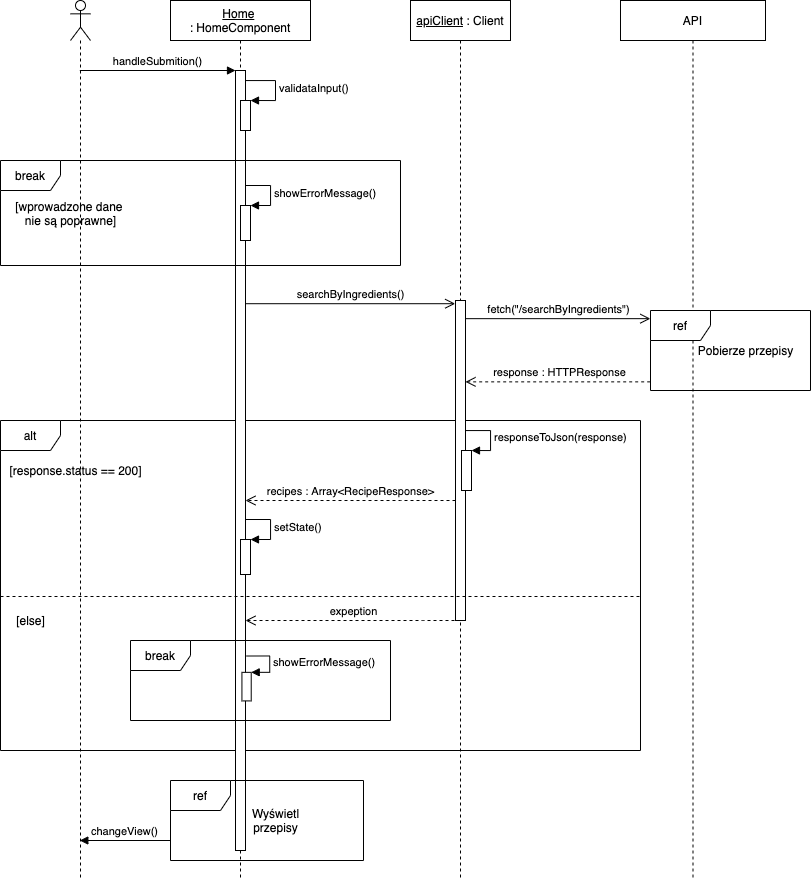 Home
: HomeComponent
apiClient : Client
API
handleSubmition()
validataInput()
break
[wprowadzone dane
nie są poprawne]
showErrorMessage()
searchByIngredients()
fetch("/searchByIngredients")
ref
Pobierze przepisy
response : HTTPResponse
alt
[response.status == 200]
responseToJson(response)
recipes : Array<RecipeResponse>
setState()
[else]
expeption
break
showErrorMessage()
ref
Wyświetl
przepisy
changeView()